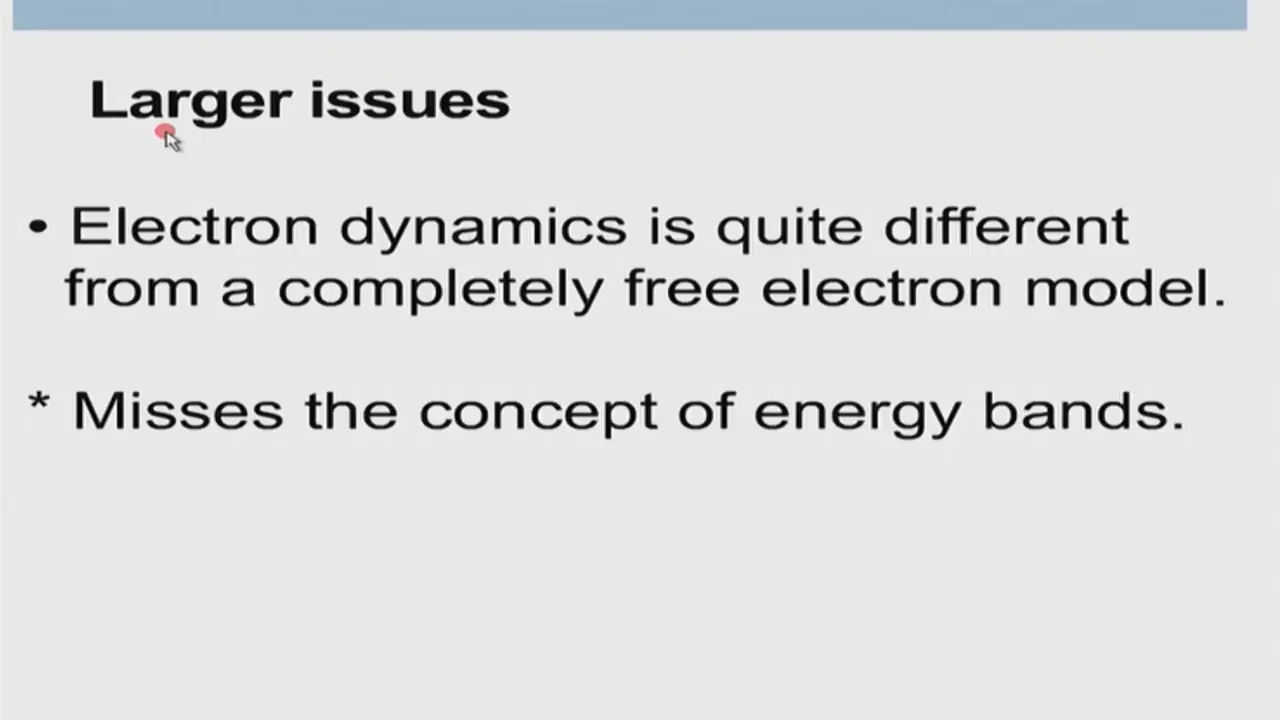 Larger issues
• Electron dynamics is quite different
from a completely free electron model.
* Misses the concept of energy bands.